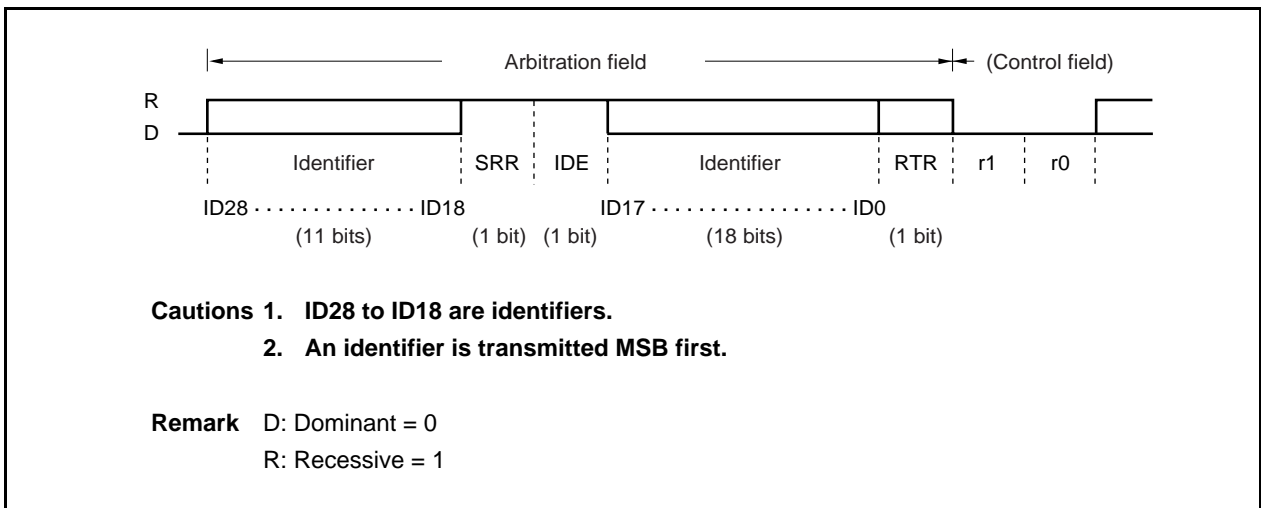 Arbitration field (Control field)
R
D
Identifier SRR IDE Identifier RTR r1 r0
ID28 · · · · · · · · · · · · · · ID18 ID17 · · · · · · · · · · · · · · · · · ID0
(11 bits) (1 bit) (1 bit) (18 bits) (1 bit)
Cautions 1. ID28 to ID18 are identifiers.
2. An identifier is transmitted MSB first.
Remark D: Dominant = 0
R: Recessive = 1